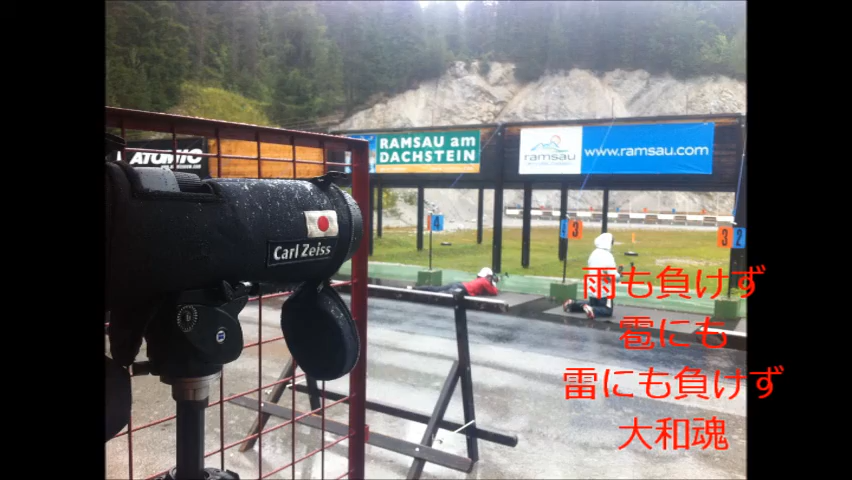 ATOMIC
RAMSAU am
DACHSTEIN
ramsau
www.ramsau.com
4
3
3
2
Carl Zeiss
雨も負けず
雹にも
雷にも負けず
大和魂